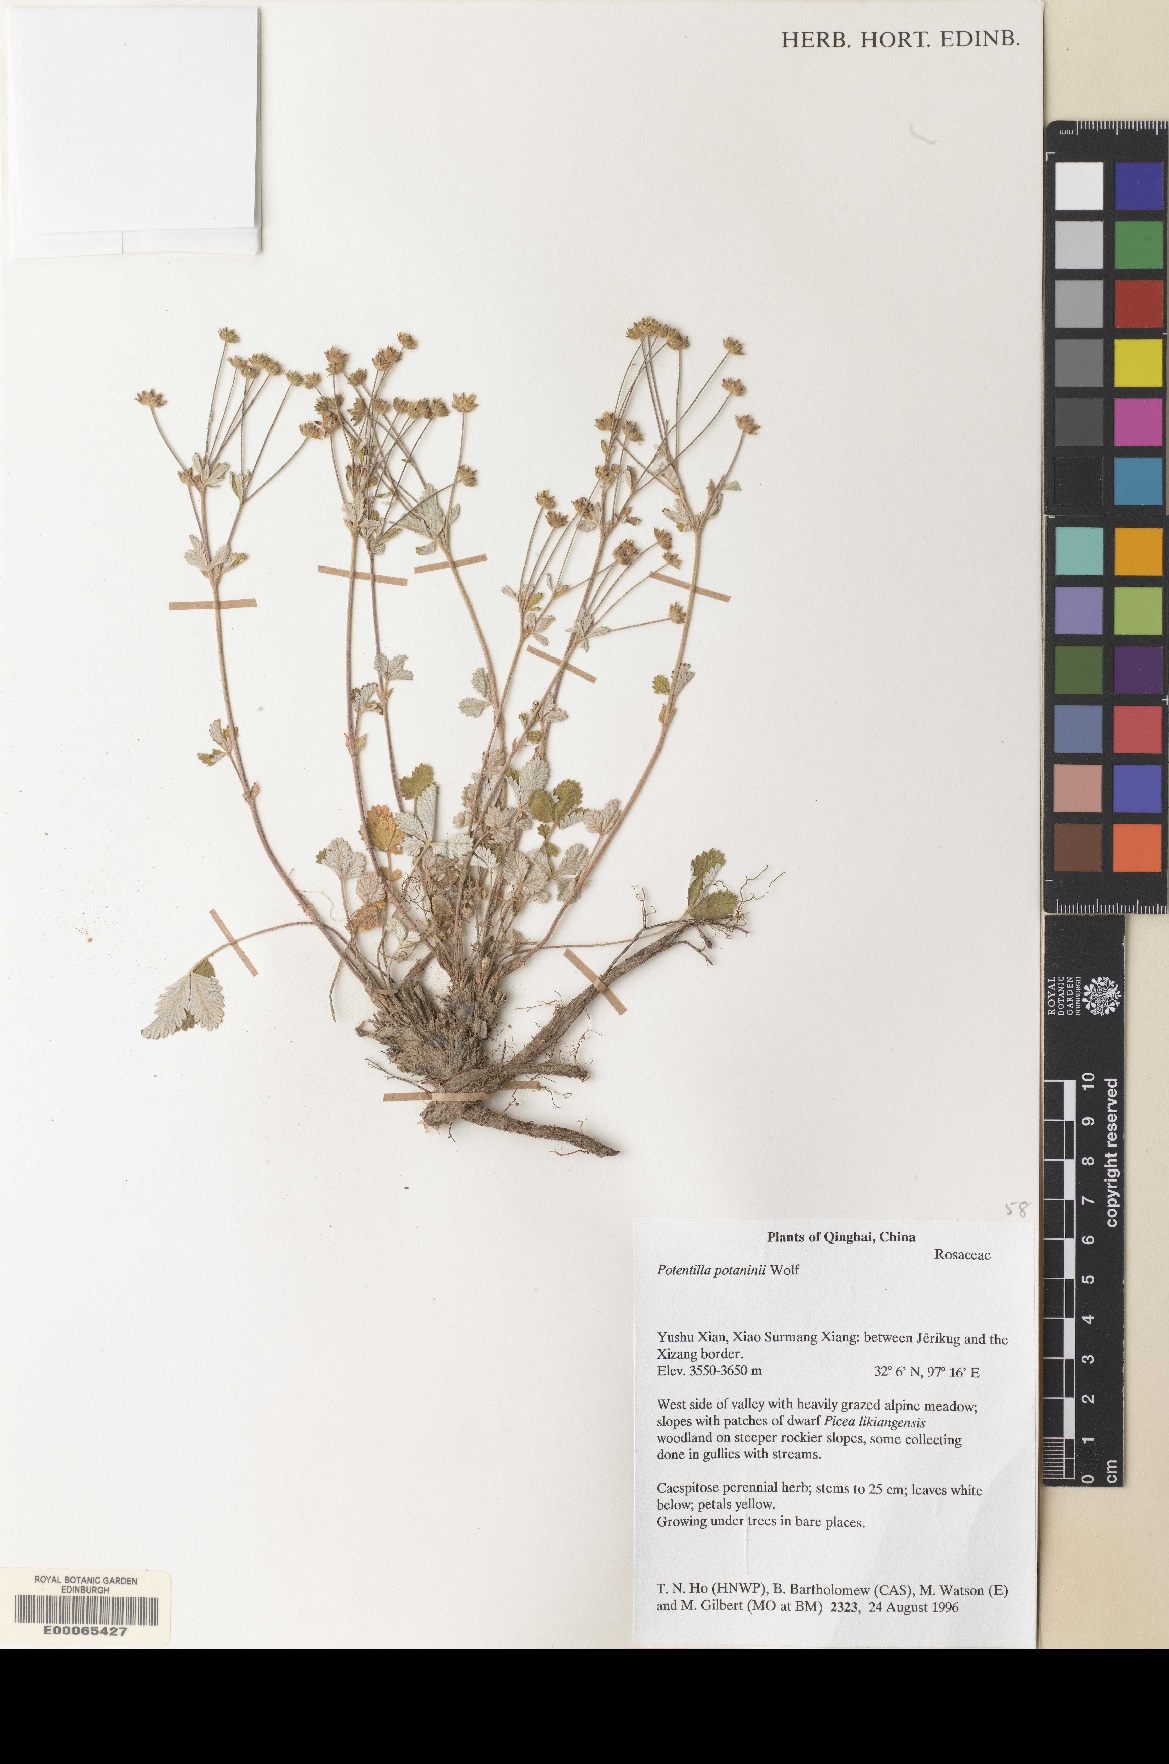 HERB. HORT. EDINB.
ROYAL
BOTANIC
GARDEN
EDINBURGH
10
9
8
7
6
5
4
3
2
1
0
cm
copyright reserved
58
Plants of Qinghai, China
Rosaceae
Potentilla potaninii Wolf
Yushu Xian, Xiao Surmang Xiang: between Jêrikug and the
Xizang border.
Elev. 3550-3650 m 32° 6' N, 97° 16' E
West side of valley with heavily grazed alpine meadow;
slopes with patches of dwarf Picea likiangensis
woodland on steeper rockier slopes, some collecting
done in gullies with streams.
Caespitose perennial herb; stems to 25 cm; leaves white
below; petals yellow.
Growing under trees in bare places.
T. N. Ho (HNWP), B. Bartholomew (CAS), M. Watson (E)
and M. Gilbert (MO at BM) 2323, 24 August 1996
ROYAL BOTANIC GARDEN
EDINBURGH
E00065427